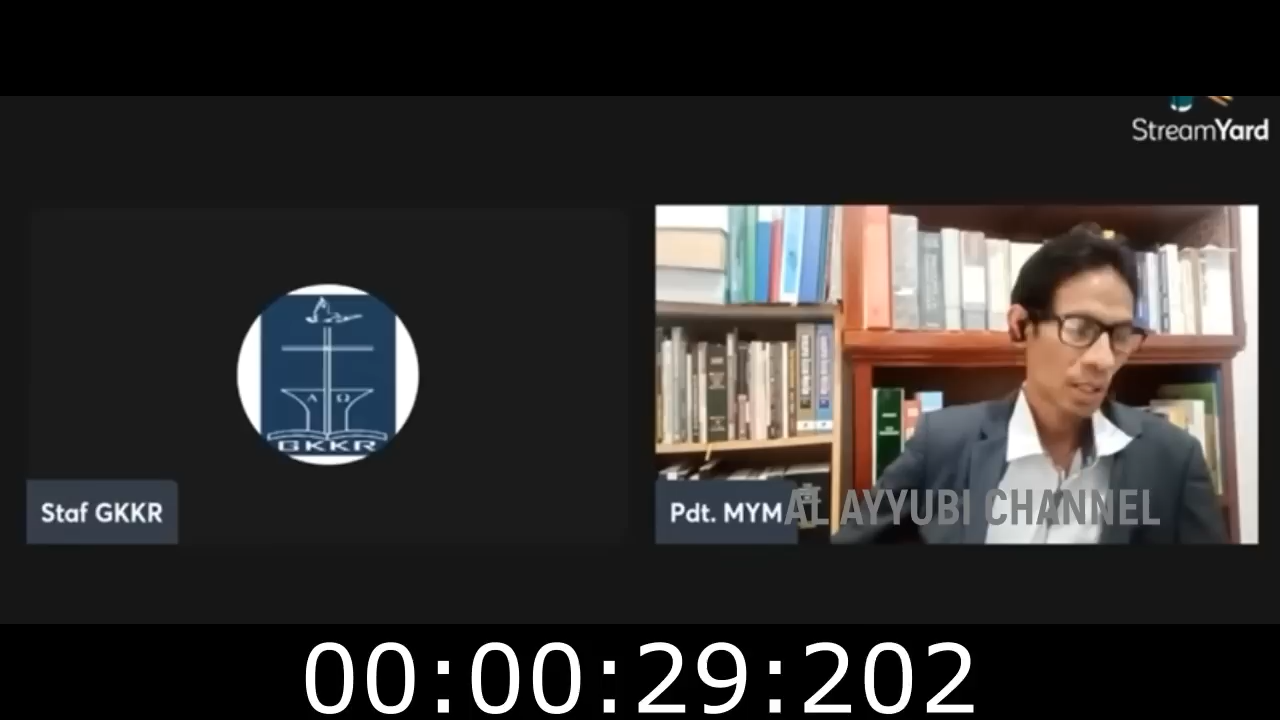 StreamYard
Α Ω
GKKR
Staf GKKR
Pdt. MYM
AL AYYUBI CHANNEL
00:00:29:202